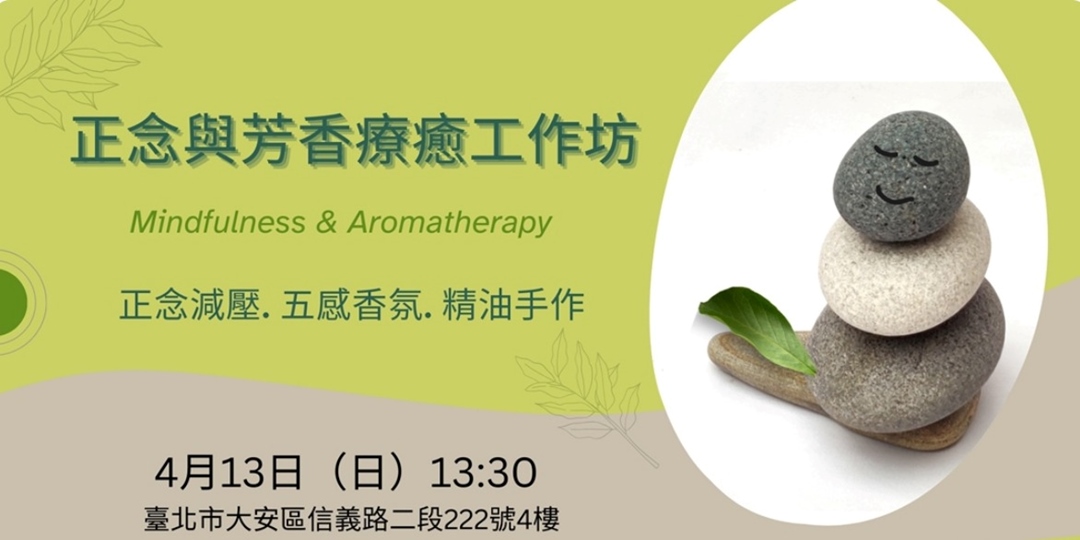 正念與芳香療癒工作坊
Mindfulness & Aromatherapy
正念減壓. 五感香氛. 精油手作
4月13日（日）13:30
臺北市大安區信義路二段222號4樓